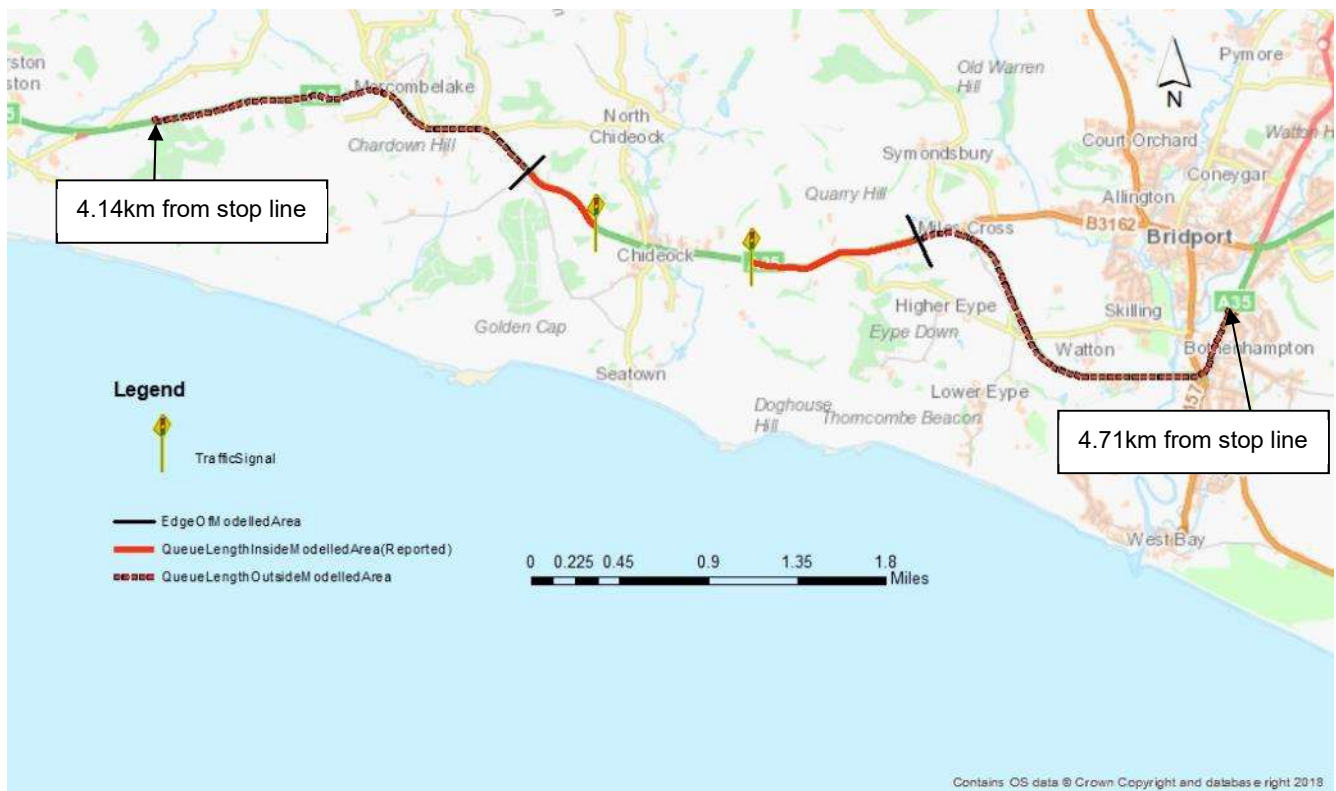 rston
ston
Morcombelake
North
Chideock
Chardown Hill
Old Warren
Hill
N
Pymore
Court Orchard
Watton H
Symondsbury
Coneygar
Allington
Quarry Hill
Miles Cross
B3162
Bridport
4.14km from stop line
Chideock
Higher Eype
Skilling
A35
Golden Cap
Eype Down
Watton
Bothenhampton
Seatown
Lower Eype
Doghouse
Hill
Thorncombe Beacon
4.71km from stop line
West Bay
Legend
TrafficSignal
EdgeOfModelledArea
QueueLengthInsideModelledArea(Reported)
QueueLengthOutsideModelledArea
0 0.225 0.45 0.9 1.35 1.8
Miles
Contains OS data © Crown Copyright and database right 2018